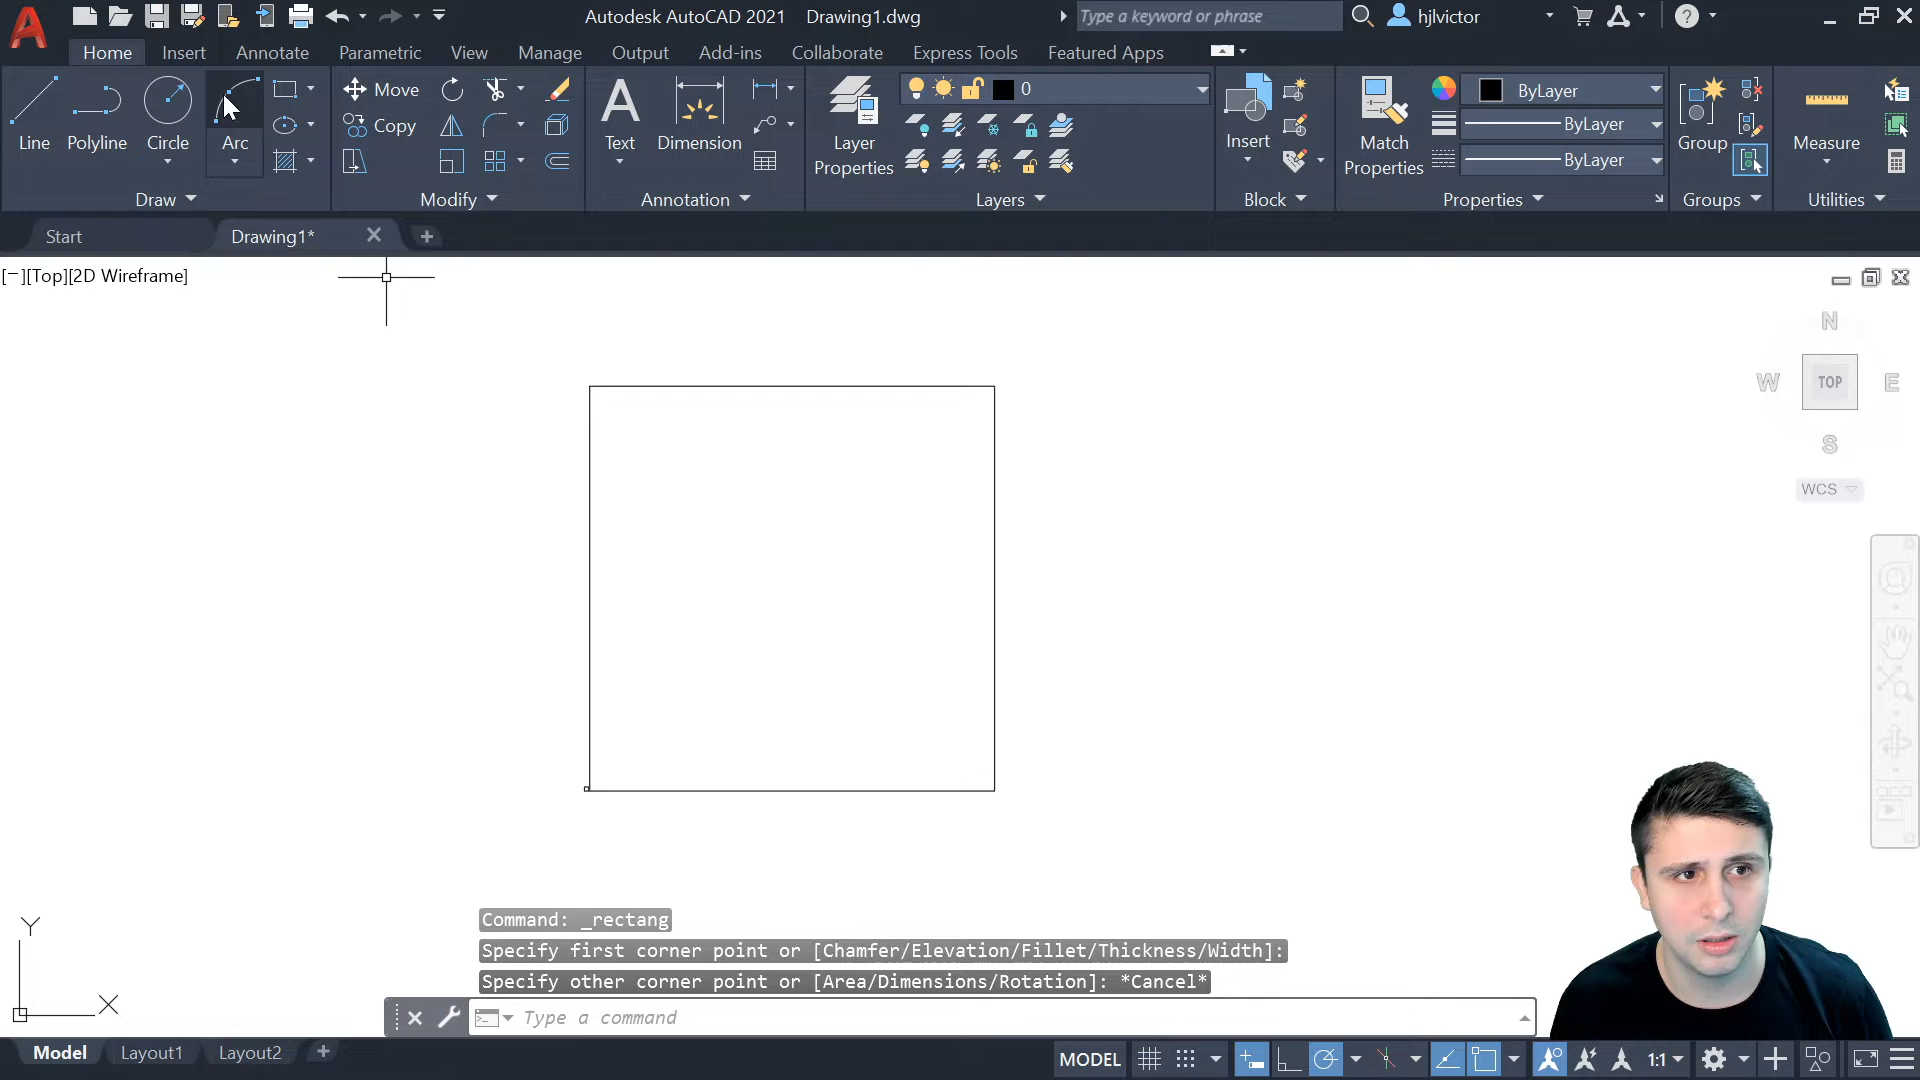 Autodesk AutoCAD 2021 Drawing1.dwg
Type a keyword or phrase
hjlvictor
Home Insert Annotate Parametric View Manage Output Add-ins Collaborate Express Tools Featured Apps
Line
Polyline
Circle
Arc
Draw
Move
Copy
Modify
Text
Dimension
Annotation
Layer
Properties
0
Layers
Insert
Block
Match
Properties
ByLayer
ByLayer
ByLayer
Properties
Group
Groups
Measure
Utilities
Start
Drawing1*
[−][Top][2D Wireframe]
N
W
TOP
E
S
WCS
Y
X
Command: _rectang
Specify first corner point or [Chamfer/Elevation/Fillet/Thickness/Width]:
Specify other corner point or [Area/Dimensions/Rotation]: *Cancel*
Type a command
Model Layout1 Layout2
MODEL
1:1